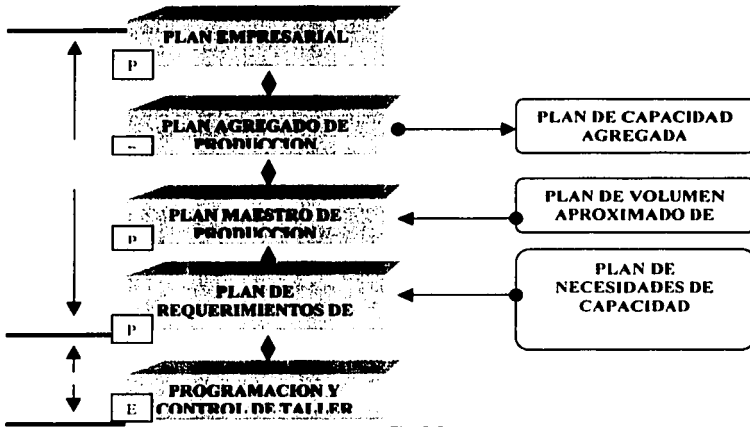 PLAN EMPRESARIAL
P
PLAN AGREGADO DE
PRODUCCION
PLAN DE CAPACIDAD
AGREGADA
PLAN MAESTRO DE
PRODUCCION
P
PLAN DE VOLUMEN
APROXIMADO DE
PLAN DE
REQUERIMIENTOS DE
P
PLAN DE
NECESIDADES DE
CAPACIDAD
PROGRAMACION Y
CONTROL DE TALLER
E